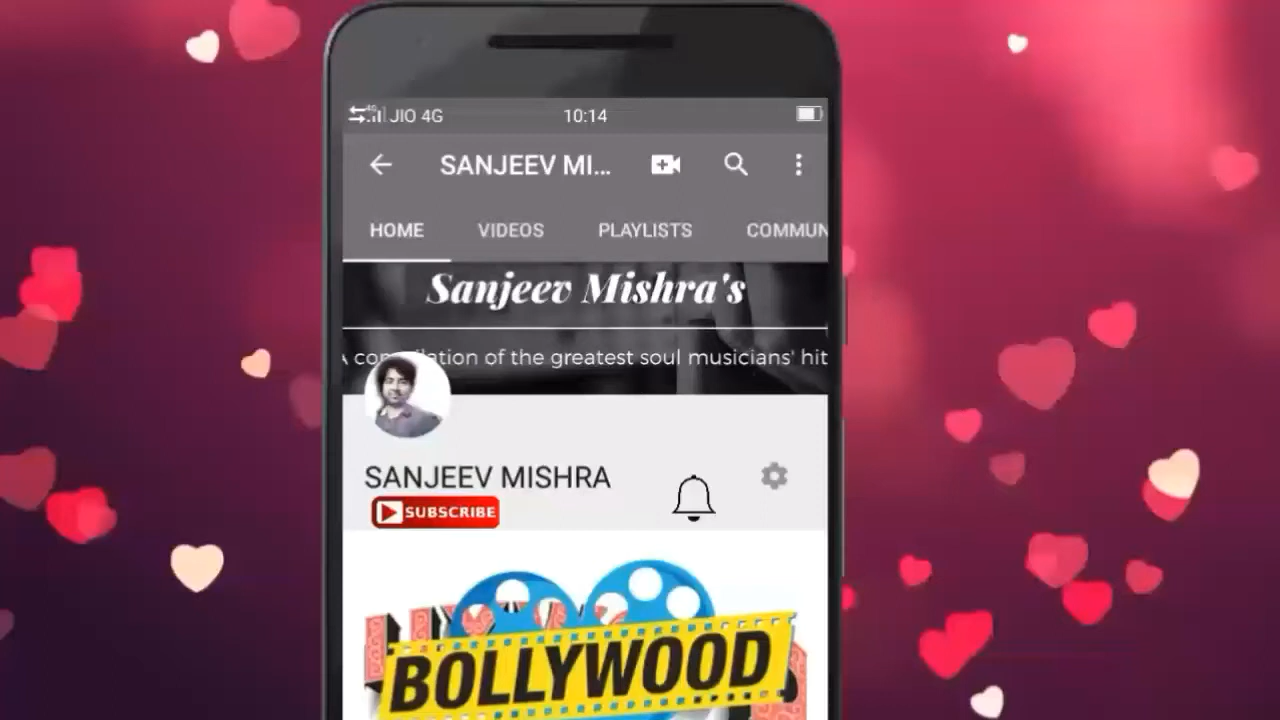 JIO 4G 10:14
SANJEEV MI...
HOME VIDEOS PLAYLISTS COMMUN
Sanjeev Mishra's
of the greatest soul musicians' hit
SANJEEV MISHRA
SUBSCRIBE
BOLLYWOOD